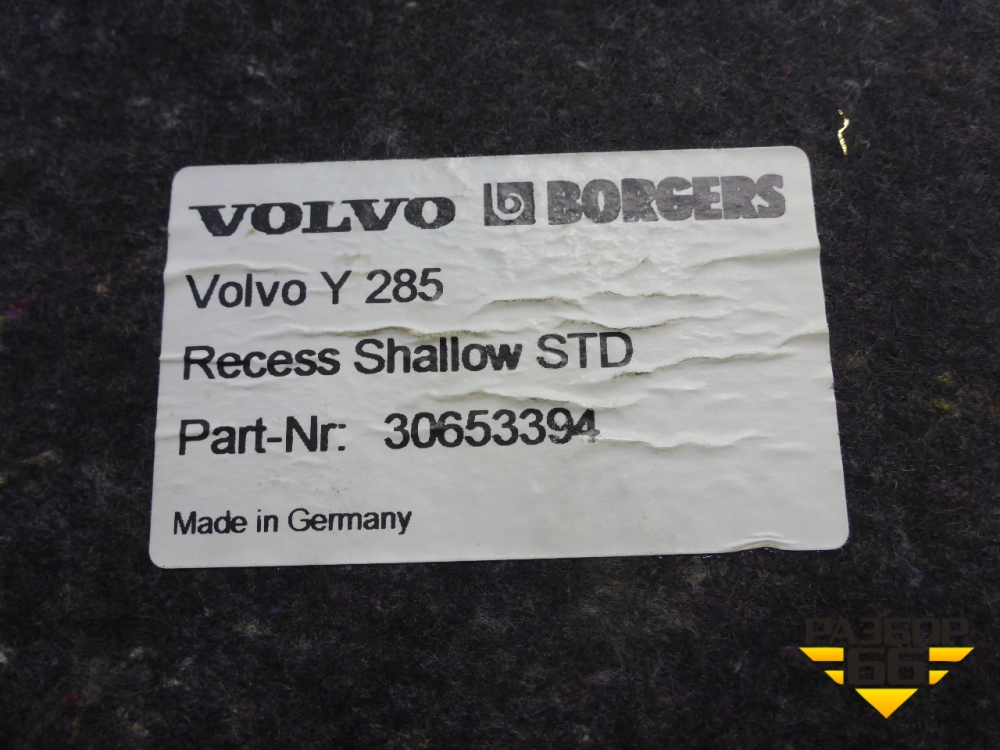 VOLVO BORGERS
Volvo Y 285
Recess Shallow STD
Part-Nr: 30653394
Made in Germany
РАЗБОР
66